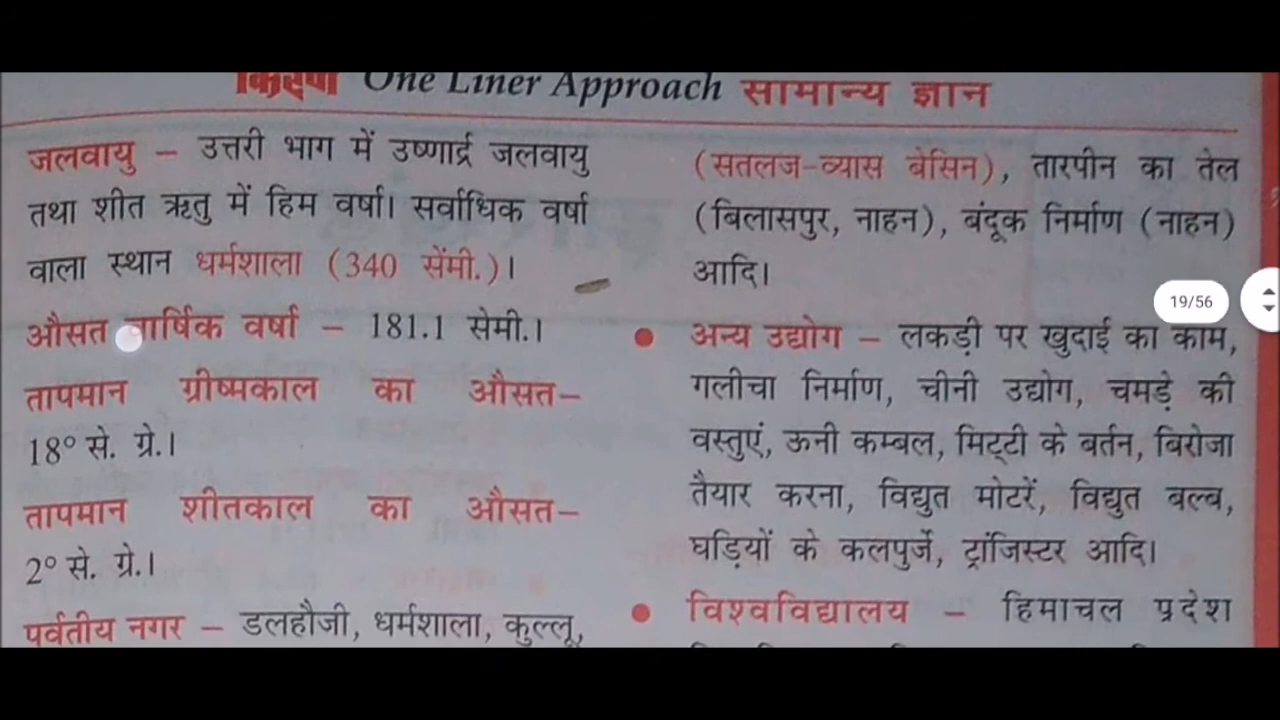 किरण One Liner Approach सामान्य ज्ञान
जलवायु – उत्तरी भाग में उष्णार्द्र जलवायु
तथा शीत ऋतु में हिम वर्षा। सर्वाधिक वर्षा
वाला स्थान धर्मशाला (340 सेंमी.)।
औसत वार्षिक वर्षा – 181.1 सेमी.।
तापमान ग्रीष्मकाल का औसत–
18° से. ग्रे.।
तापमान शीतकाल का औसत–
2° से. ग्रे.।
पर्वतीय नगर – डलहौजी, धर्मशाला, कुल्लू,
(सतलज-व्यास बेसिन), तारपीन का तेल
(बिलासपुर, नाहन), बंदूक निर्माण (नाहन)
आदि।
19/56
● अन्य उद्योग – लकड़ी पर खुदाई का काम,
गलीचा निर्माण, चीनी उद्योग, चमड़े की
वस्तुएं, ऊनी कम्बल, मिट्टी के बर्तन, बिरोजा
तैयार करना, विद्युत मोटरें, विद्युत बल्ब,
घड़ियों के कलपुर्जे, ट्रांजिस्टर आदि।
● विश्वविद्यालय – हिमाचल प्रदेश